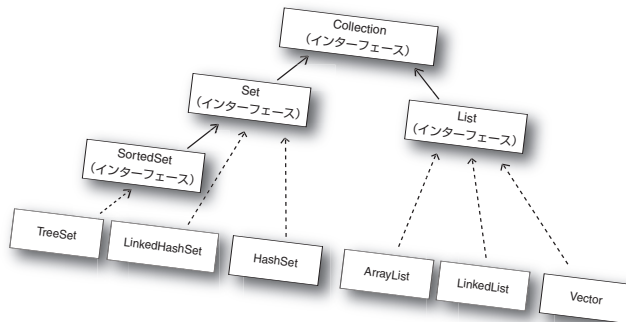 Collection
(インターフェース)
Set
(インターフェース)
List
(インターフェース)
SortedSet
(インターフェース)
TreeSet
LinkedHashSet
HashSet
ArrayList
LinkedList
Vector